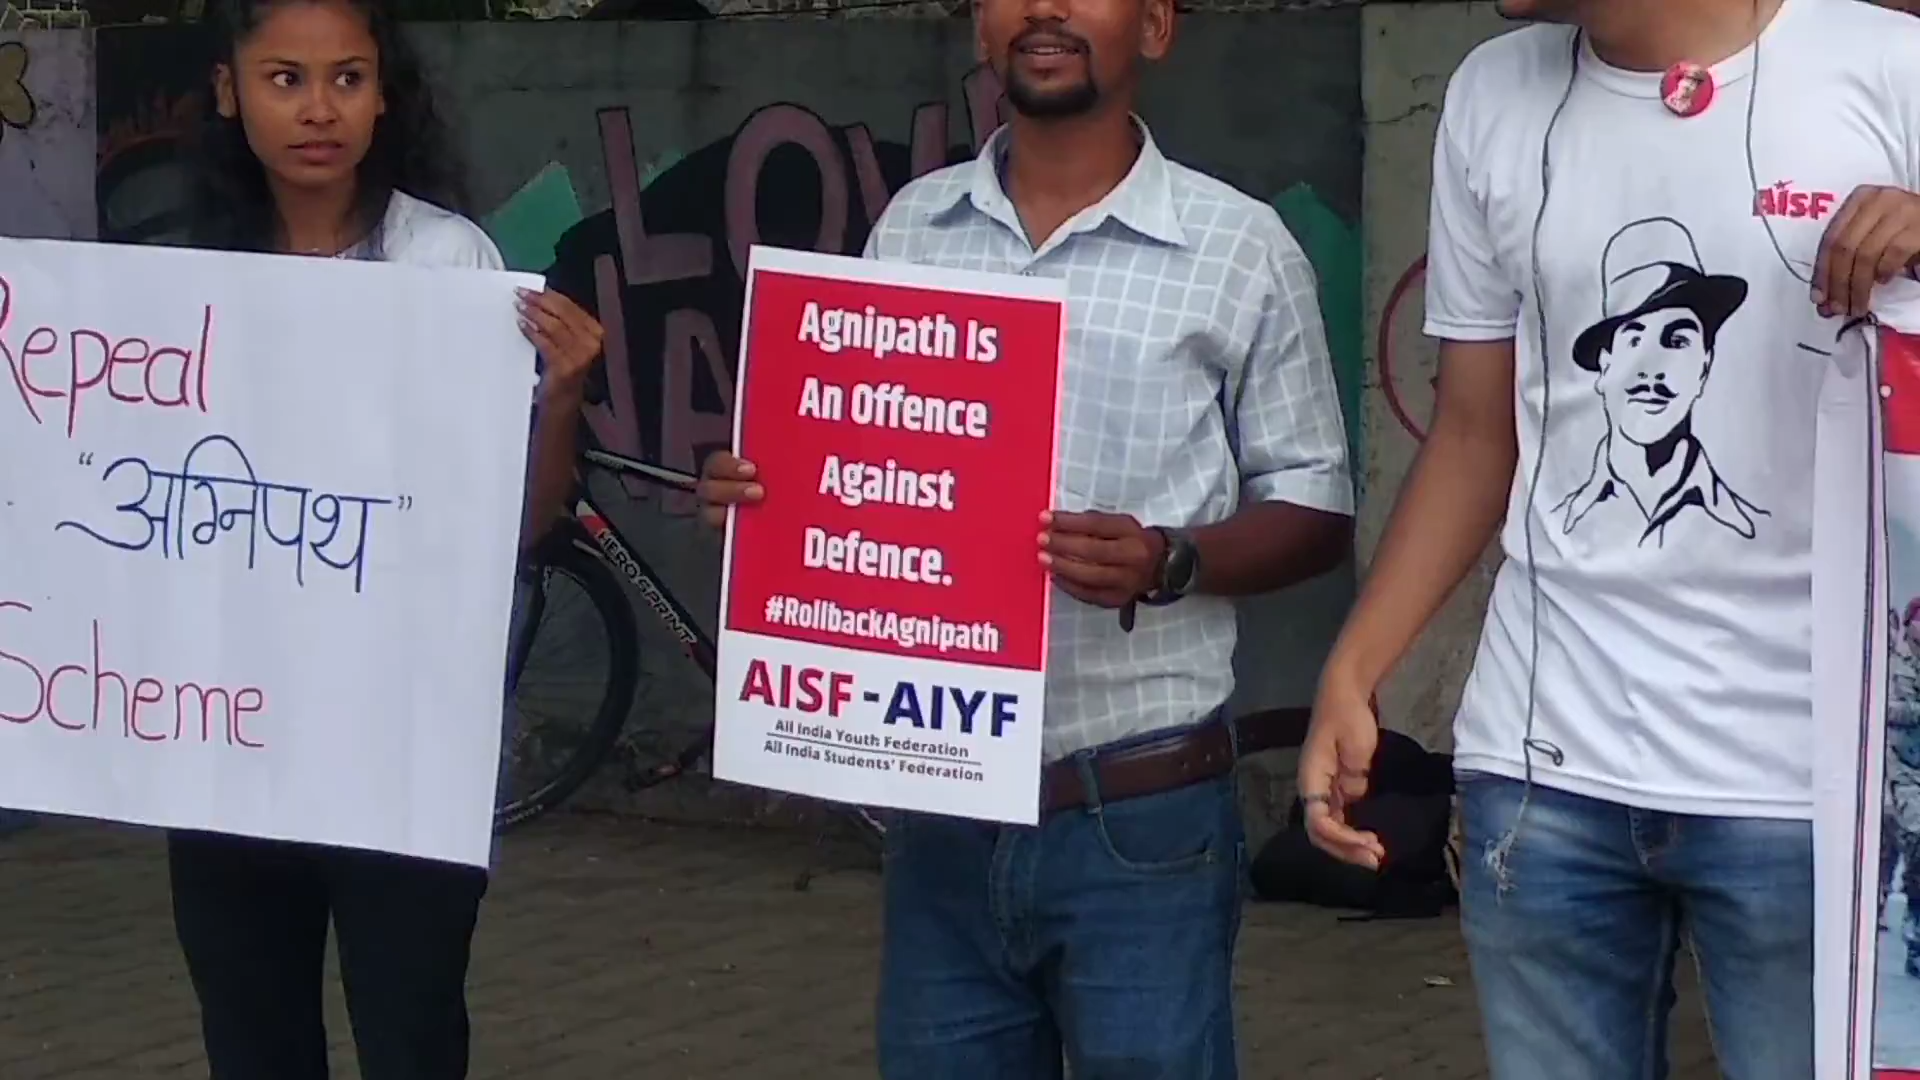 Repeal
"अग्निपथ"
Scheme
Agnipath Is
An Offence
Against
Defence.
#RollbackAgnipath
AISF-AIYF
All India Youth Federation
All India Students' Federation
AISF
LOV
HERO SPRINT